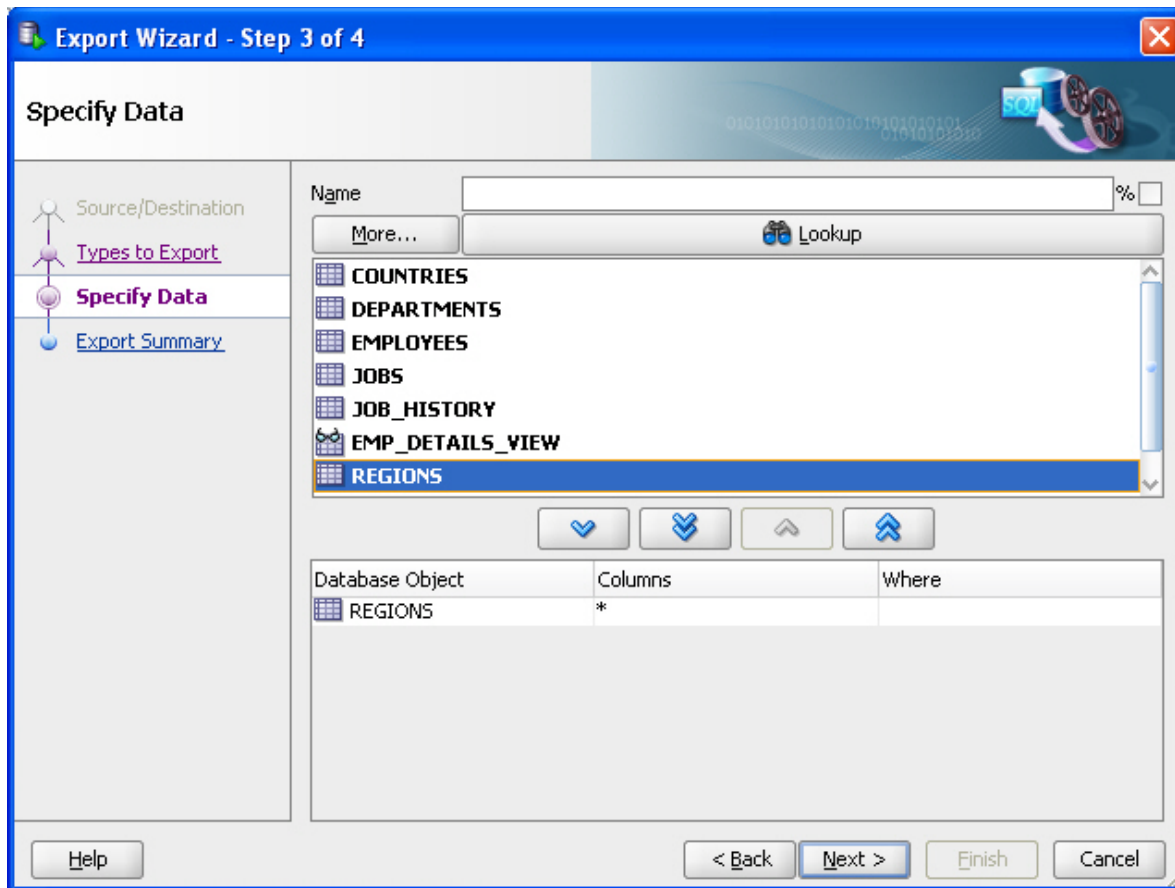 Export Wizard - Step 3 of 4
Specify Data
SQL
010101010101010101010101010
01010101010
Source/Destination
Types to Export
Specify Data
Export Summary
Name %
More... Lookup
COUNTRIES
DEPARTMENTS
EMPLOYEES
JOBS
JOB_HISTORY
EMP_DETAILS_VIEW
REGIONS
Database Object Columns Where
REGIONS *
Help < Back Next > Finish Cancel